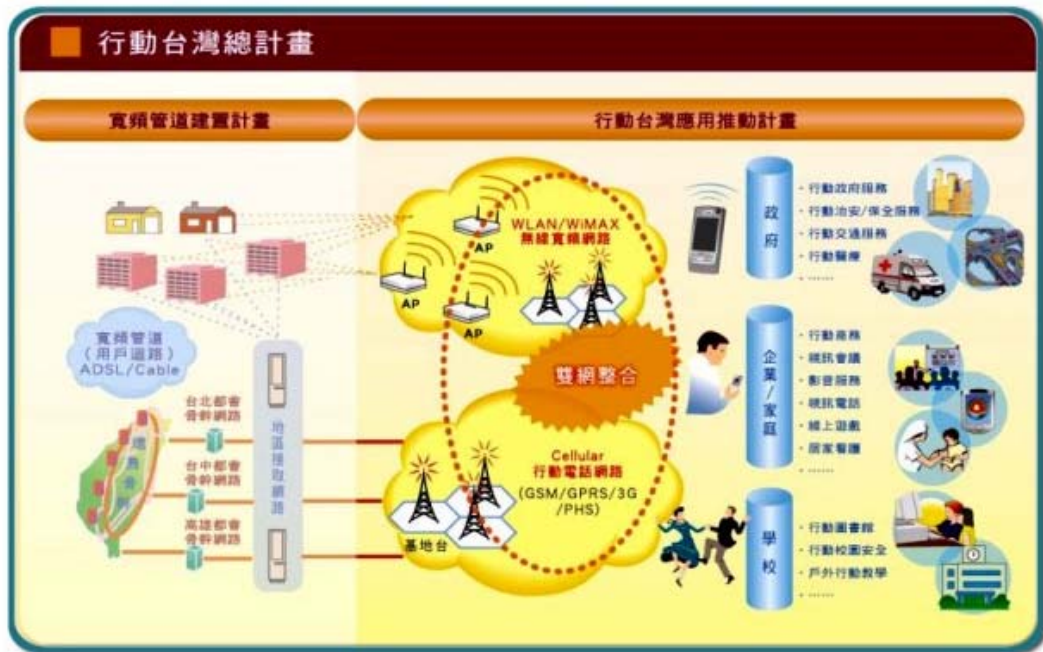 行動台灣總計畫
寬頻管道建置計畫
行動台灣應用推動計畫
寬頻管道
(用戶迴路)
ADSL/Cable
台北都會
骨幹網路
台中都會
骨幹網路
高雄都會
骨幹網路
地區接取網路
AP
AP
AP
WLAN/WiMAX
無線寬頻網路
雙網整合
Cellular
行動電話網路
(GSM/GPRS/3G
/PHS)
基地台
政府
· 行動政府服務
· 行動治安/保全服務
· 行動交通服務
· 行動醫療
· ......
企業/家庭
· 行動商務
· 視訊會議
· 影音服務
· 視訊電話
· 線上遊戲
· 居家看護
· ......
學校
· 行動圖書館
· 行動校園安全
· 戶外行動教學
· ......